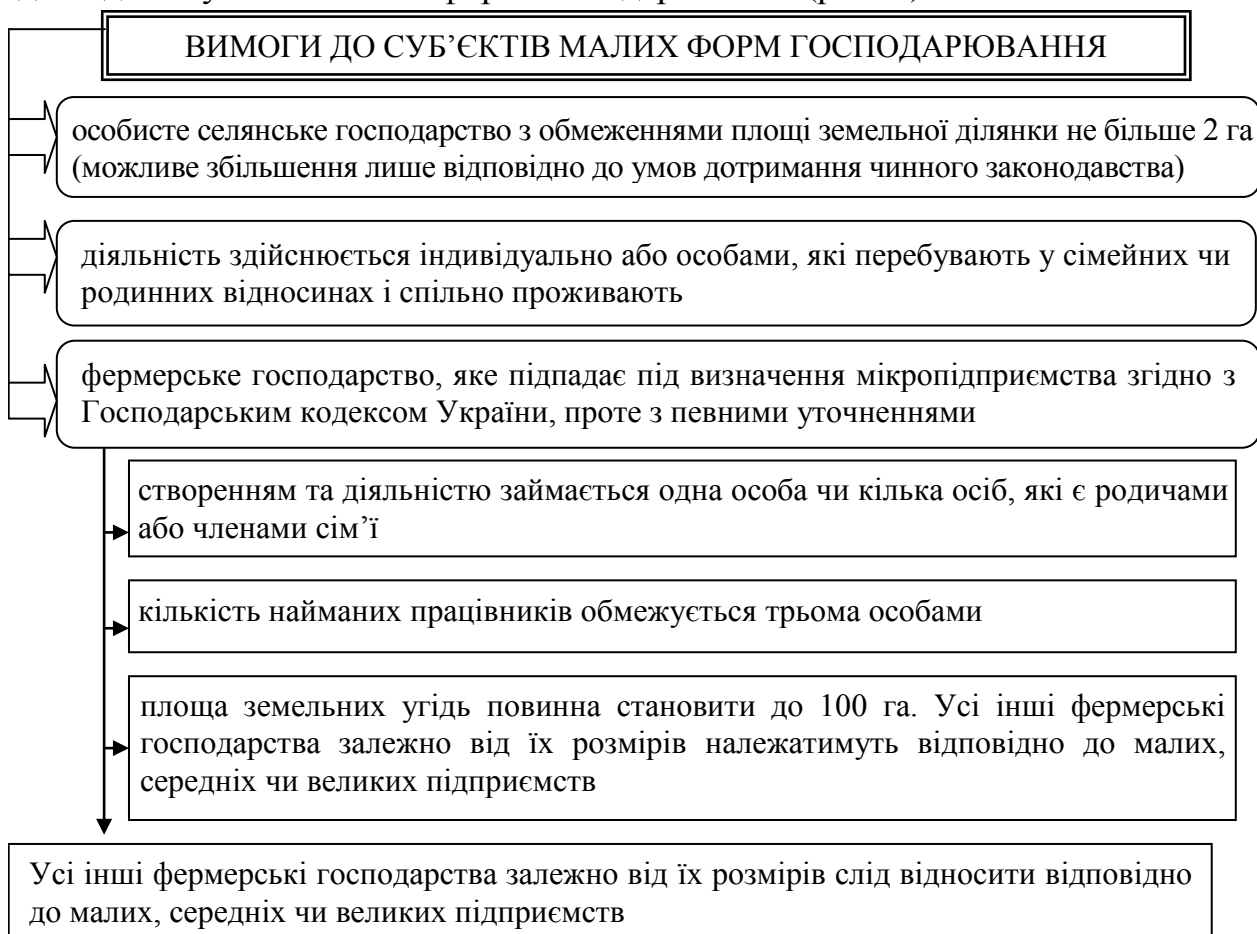 ВИМОГИ ДО СУБ’ЄКТІВ МАЛИХ ФОРМ ГОСПОДАРЮВАННЯ
особисте селянське господарство з обмеженнями площі земельної ділянки не більше 2 га
(можливе збільшення лише відповідно до умов дотримання чинного законодавства)
діяльність здійснюється індивідуально або особами, які перебувають у сімейних чи
родинних відносинах і спільно проживають
фермерське господарство, яке підпадає під визначення мікропідприємства згідно з
Господарським кодексом України, проте з певними уточненнями
створенням та діяльністю займається одна особа чи кілька осіб, які є родичами
або членами сім’ї
кількість найманих працівників обмежується трьома особами
площа земельних угідь повинна становити до 100 га. Усі інші фермерські
господарства залежно від їх розмірів належатимуть відповідно до малих,
середніх чи великих підприємств
Усі інші фермерські господарства залежно від їх розмірів слід відносити відповідно
до малих, середніх чи великих підприємств